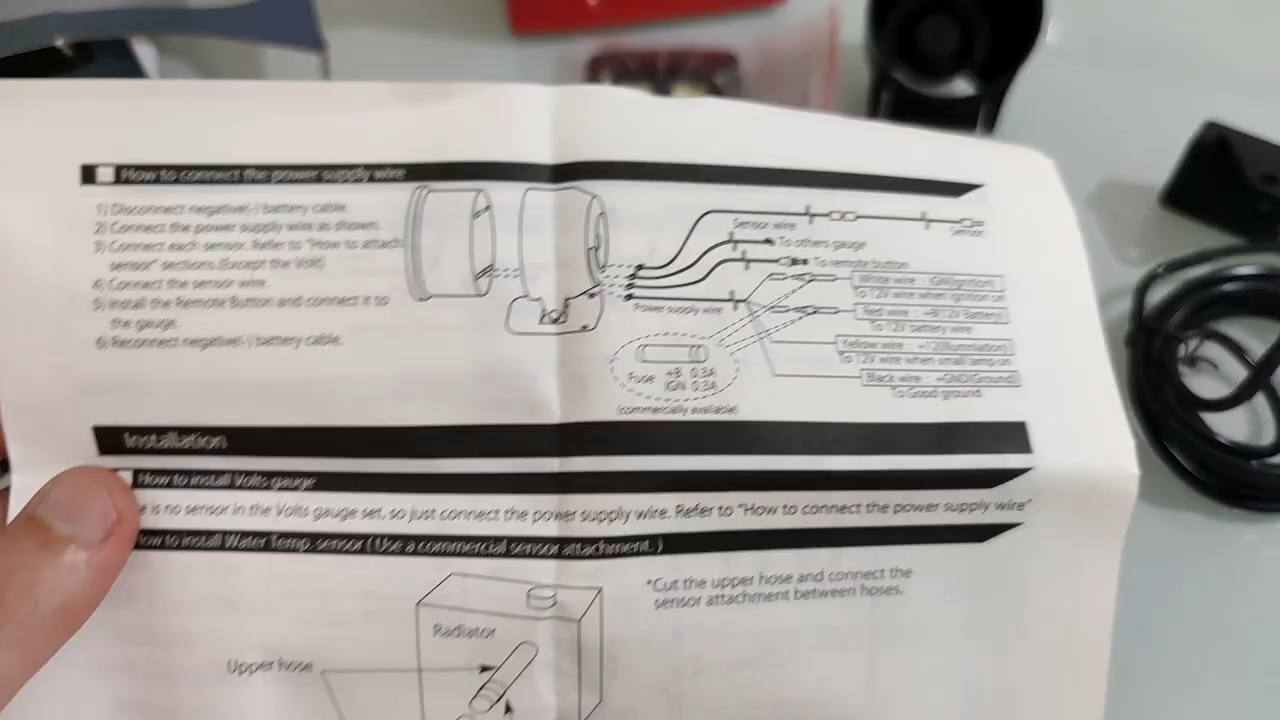 How to connect the power supply wire
1) Disconnect negative(-) battery cable.
2) Connect the power supply wire as shown.
3) Connect each sensor. Refer to "How to attach
sensor" sections.(Except the Volt)
4) Connect the sensor wire.
5) Install the Remote Button and connect it to
the gauge.
6) Reconnect negative(-) battery cable.
Sensor wire
Sensor
To others gauge
To remote button
White wire : IGN(Ignition)
To 12V wire when ignition on
Power supply wire
Red wire : +B(12V Battery)
To 12V battery wire
Yellow wire : +12(Illumination)
To 12V wire when small lamp on
Fuse +B 0.3A
IGN 0.3A
Black wire : +GND(Ground)
To Good ground
(commercially available)
Installation
How to install Volts gauge
e is no sensor in the Volts gauge set, so just connect the power supply wire. Refer to "How to connect the power supply wire"
ow to install Water Temp. sensor ( Use a commercial sensor attachment. )
*Cut the upper hose and connect the
sensor attachment between hoses.
Radiator
Upper hose